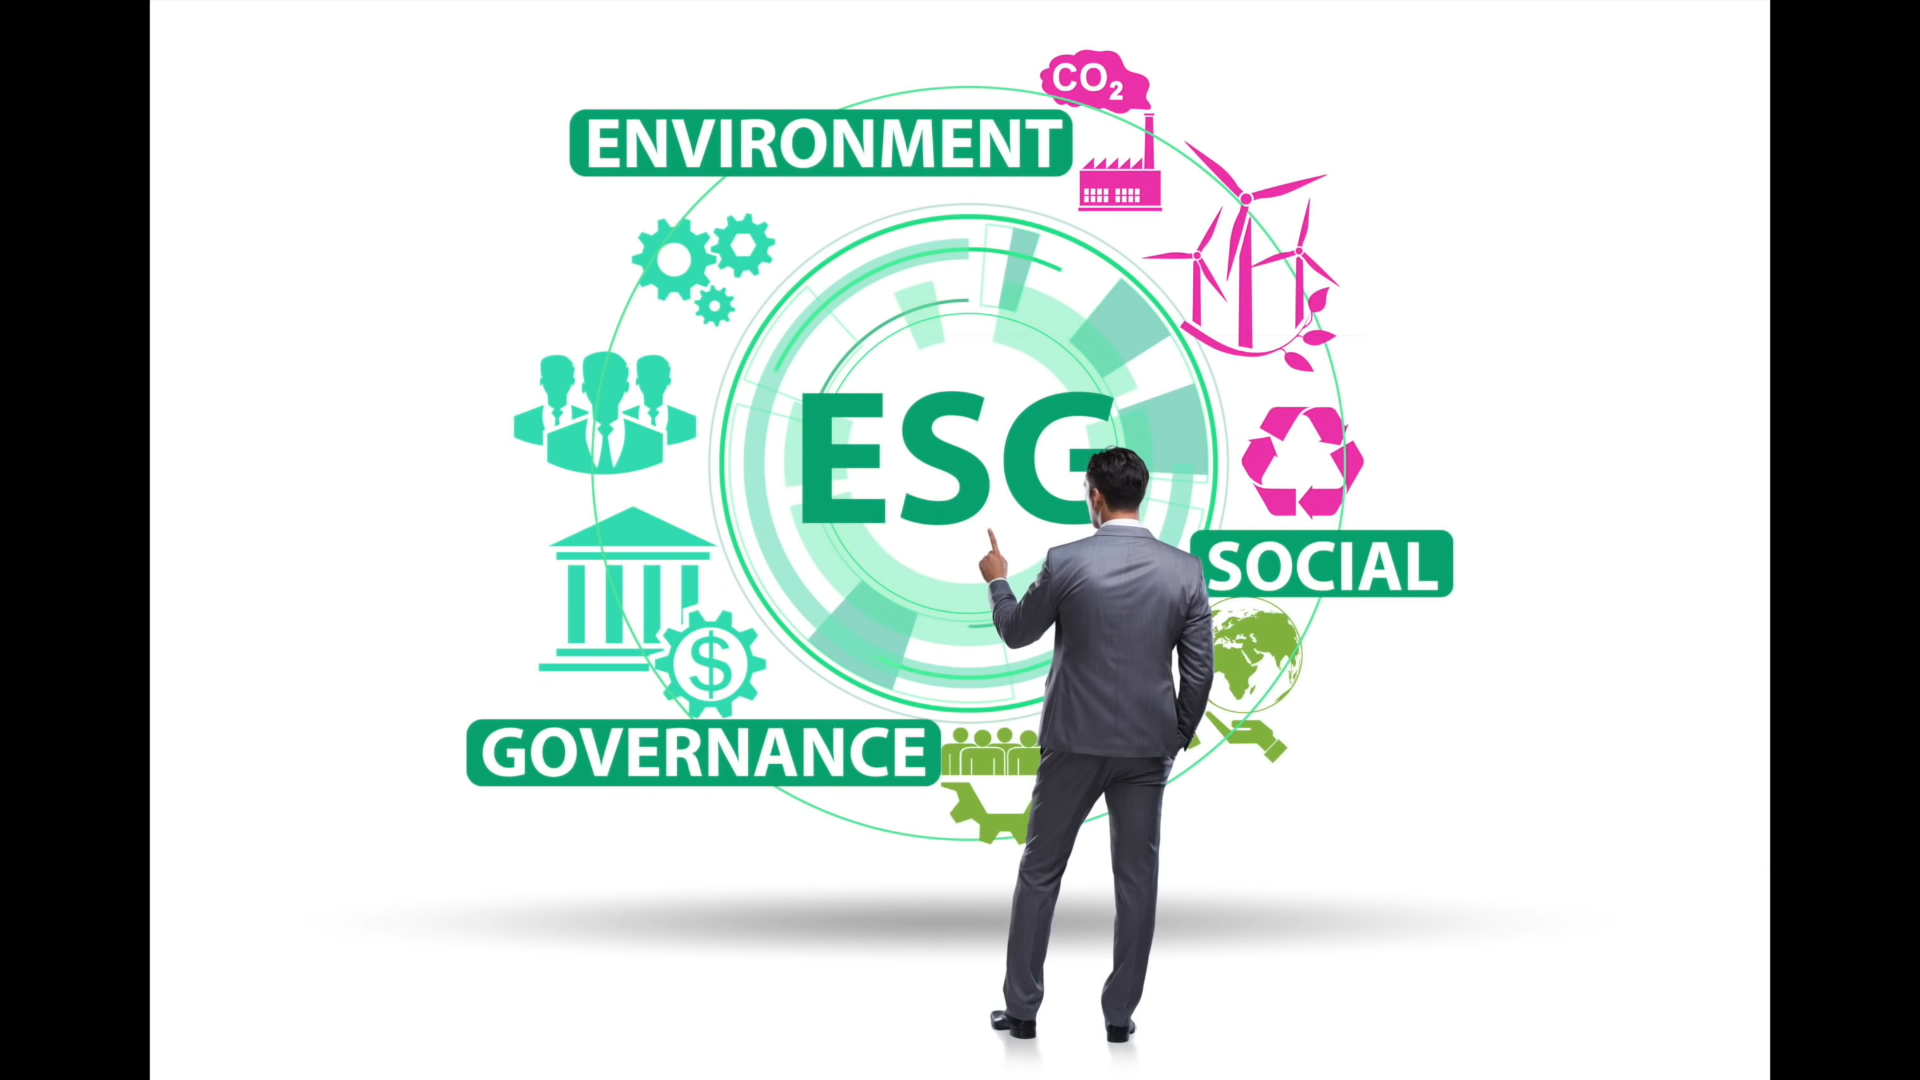 CO₂
ENVIRONMENT
ESG
SOCIAL
$
GOVERNANCE